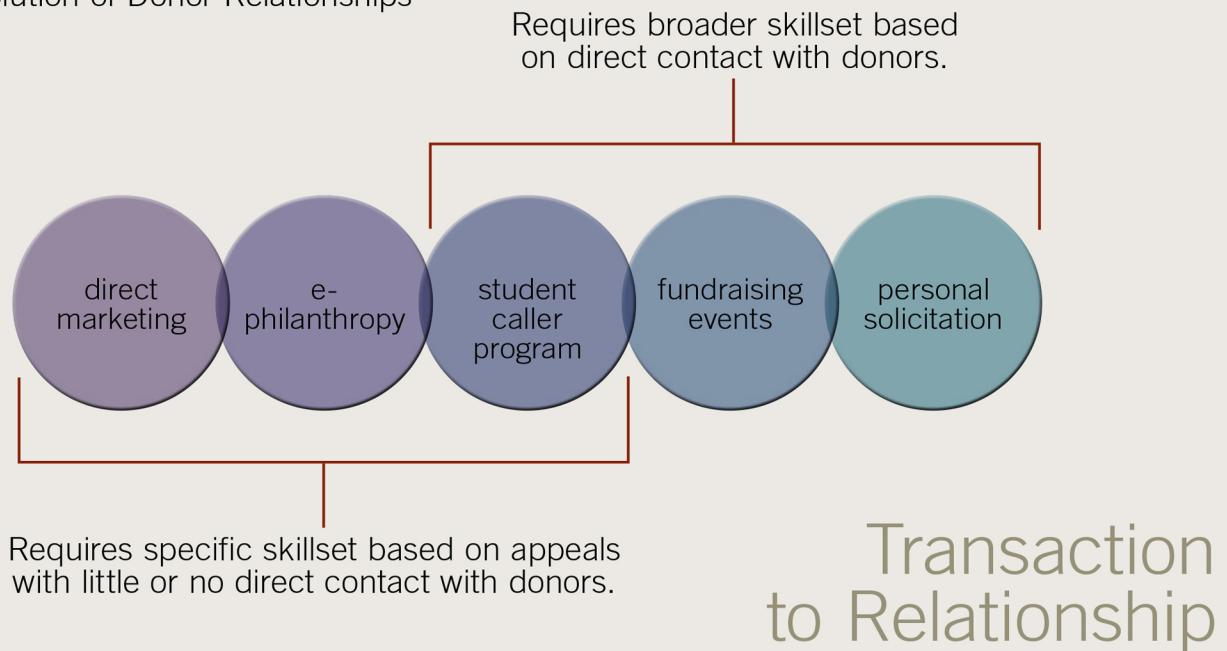 of Donor Relationships
Requires broader skillset based
on direct contact with donors.
direct
marketing
e-
philanthropy
student
caller
program
fundraising
events
personal
solicitation
Requires specific skillset based on appeals
with little or no direct contact with donors.
Transaction
to Relationship